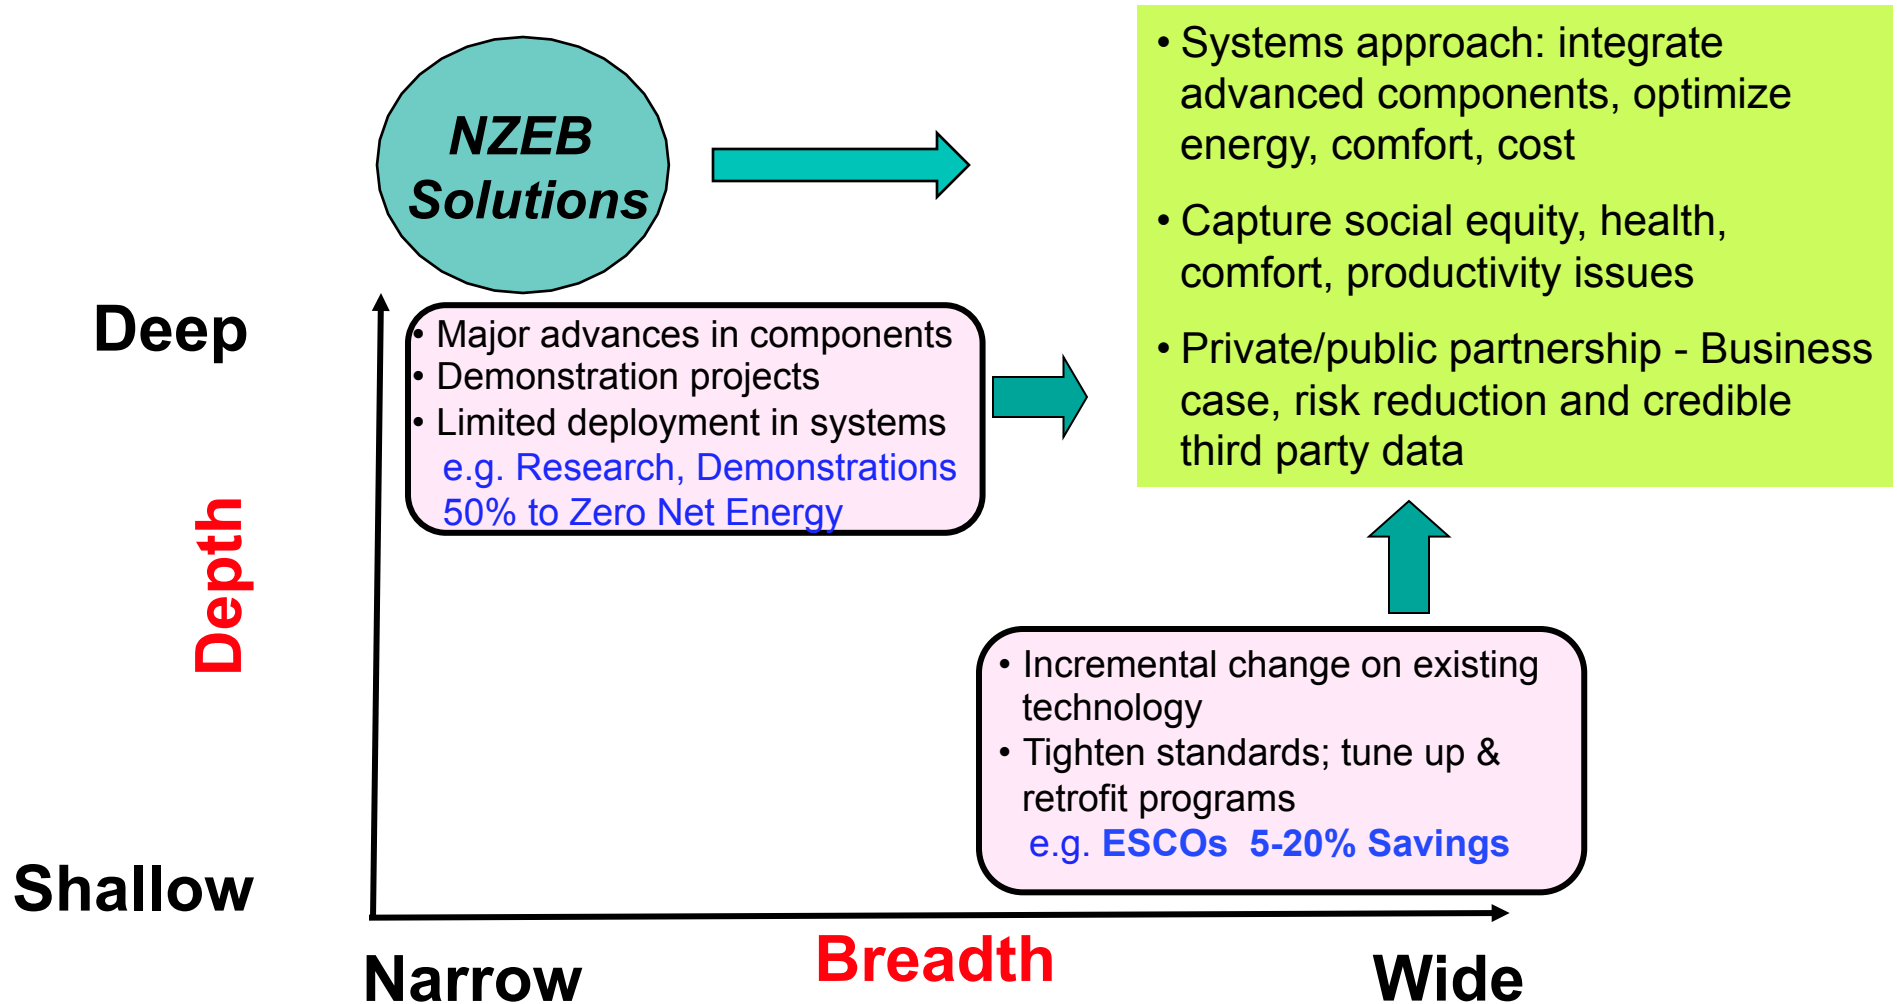 NZEB
Solutions
• Systems approach: integrate
advanced components, optimize
energy, comfort, cost
• Capture social equity, health,
comfort, productivity issues
• Private/public partnership - Business
case, risk reduction and credible
third party data
Deep
• Major advances in components
• Demonstration projects
• Limited deployment in systems
e.g. Research, Demonstrations
50% to Zero Net Energy
Depth
• Incremental change on existing
technology
• Tighten standards; tune up &
retrofit programs
e.g. ESCOs 5-20% Savings
Shallow
Narrow
Breadth
Wide